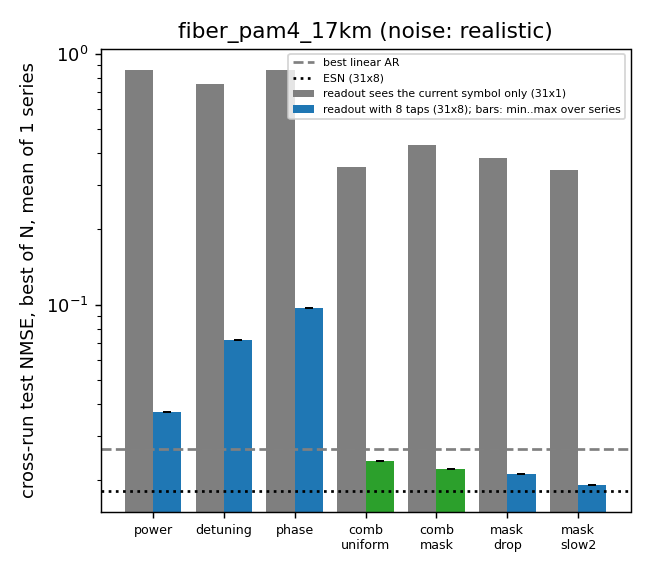 fiber_pam4_17km (noise: realistic)
cross-run test NMSE, best of N, mean of 1 series
10⁰
10⁻¹
best linear AR
ESN (31x8)
readout sees the current symbol only (31x1)
readout with 8 taps (31x8); bars: min..max over series
power
detuning
phase
comb
uniform
comb
mask
mask
drop
mask
slow2